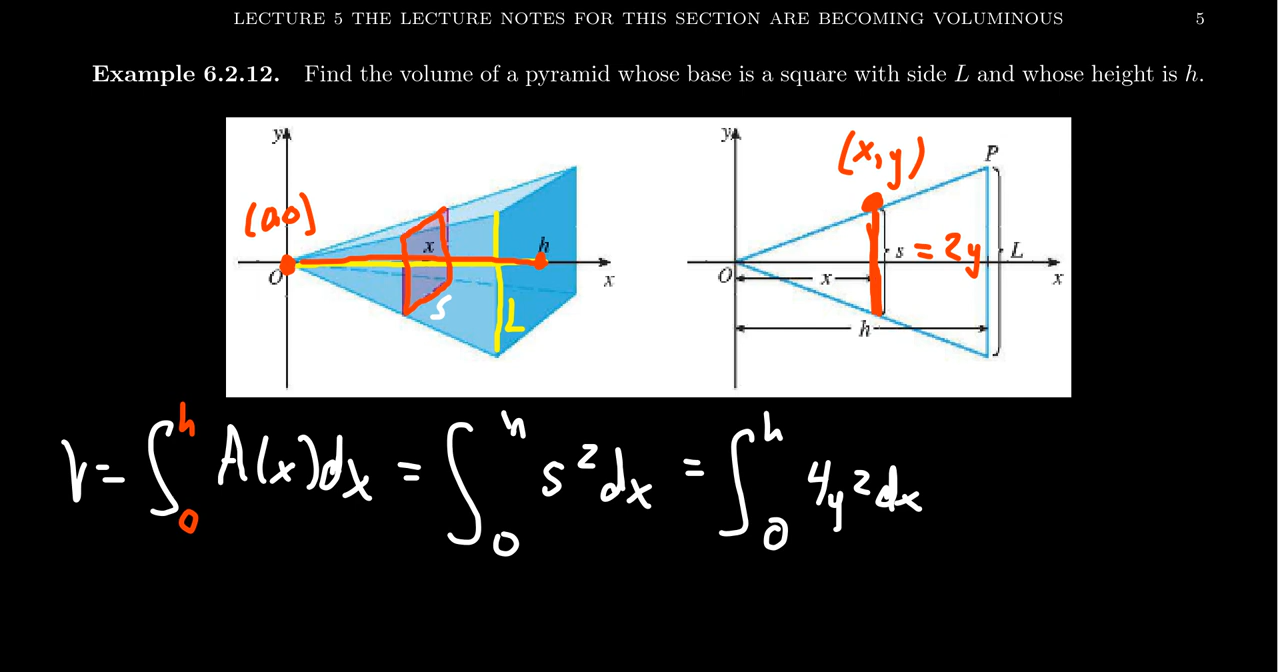 LECTURE 5 THE LECTURE NOTES FOR THIS SECTION ARE BECOMING VOLUMINOUS 5
Example 6.2.12. Find the volume of a pyramid whose base is a square with side L and whose height is h.
y
(0,0)
O
x
h
x
s
L
y
(x,y)
P
O
x
s = 2y
L
x
h
V = ∫₀ʰ A(x)dx = ∫₀ʰ s²dx = ∫₀ʰ 4y²dx